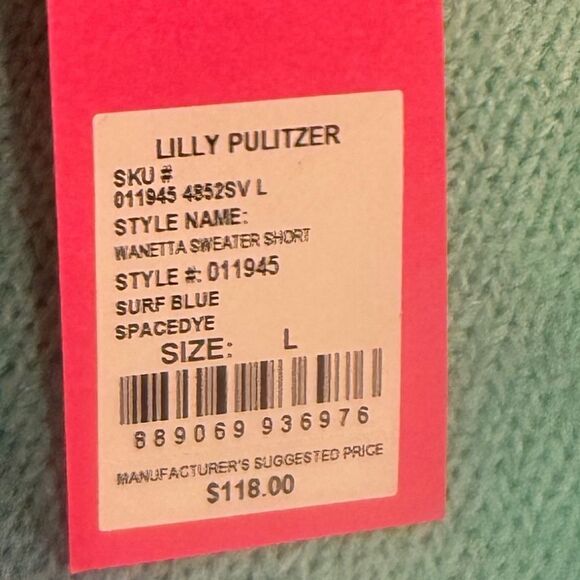 LILLY PULITZER
SKU #
011945 4852SV L
STYLE NAME:
WANETTA SWEATER SHORT
STYLE #: 011945
SURF BLUE
SPACEDYE
SIZE: L
889069 936976
MANUFACTURER'S SUGGESTED PRICE
$118.00